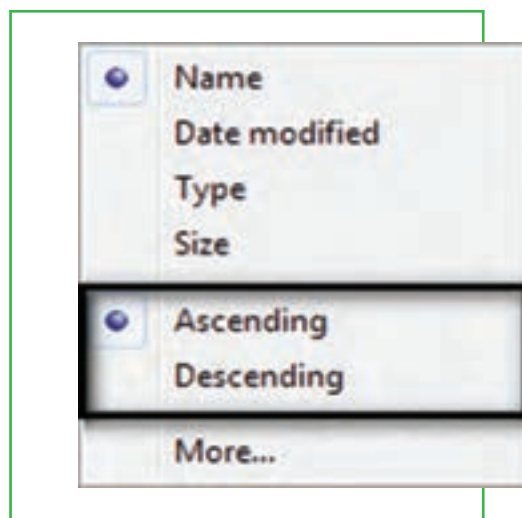 Name
Date modified
Type
Size
Ascending
Descending
More...